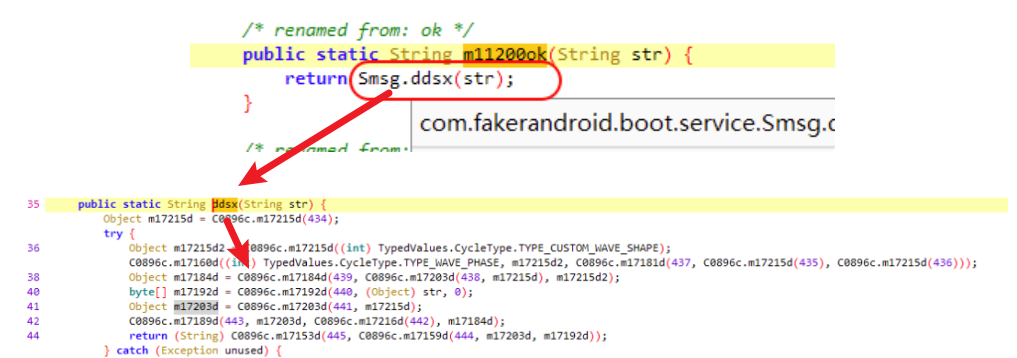 /* renamed from: ok */
public static String m11200ok(String str) {
return Smsg.ddsx(str);
}
com.fakerandroid.boot.service.Smsg.c
/* renamed from:
35 public static String ddsx(String str) {
Object m17215d = C0896c.m17215d(434);
try {
36 Object m17215d2 = C0896c.m17215d((int) TypedValues.CycleType.TYPE_CUSTOM_WAVE_SHAPE);
C0896c.m17160d((int) TypedValues.CycleType.TYPE_WAVE_PHASE, m17215d2, C0896c.m17181d(437, C0896c.m17215d(435), C0896c.m17215d(436)));
38 Object m17184d = C0896c.m17184d(439, C0896c.m17203d(438, m17215d), m17215d2);
40 byte[] m17192d = C0896c.m17192d(440, (Object) str, 0);
41 Object m17203d = C0896c.m17203d(441, m17215d);
42 C0896c.m17189d(443, m17203d, C0896c.m17216d(442), m17184d);
44 return (String) C0896c.m17153d(445, C0896c.m17159d(444, m17203d, m17192d));
} catch (Exception unused) {